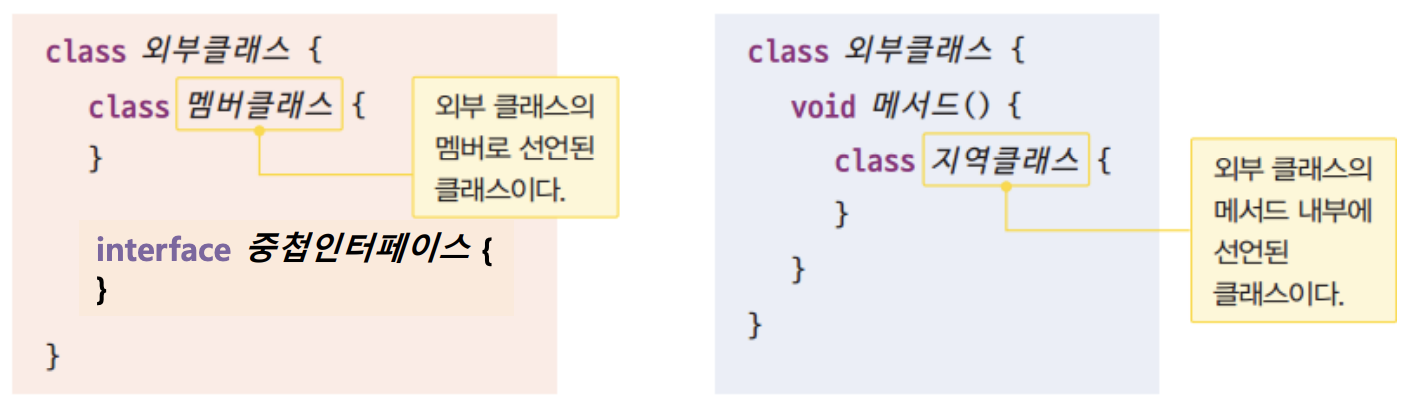 class 외부클래스 {
class 멤버클래스 {
}
외부 클래스의
멤버로 선언된
클래스이다.
interface 중첩인터페이스 {
}
}
class 외부클래스 {
void 메서드() {
class 지역클래스 {
}
}
}
외부 클래스의
메서드 내부에
선언된
클래스이다.